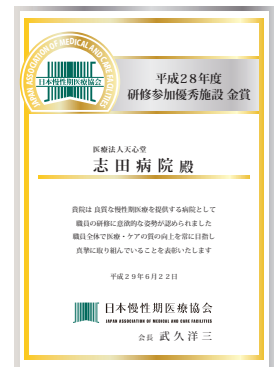 JAPAN ASSOCIATION OF MEDICAL AND CARE FACILITIES
日本慢性期医療協会
平成28年度
研修参加優秀施設 金賞
医療法人天心堂
志田病院 殿
貴院は 良質な慢性期医療を提供する病院として
職員の研修に意欲的な姿勢が認められました
職員全体で医療・ケアの質の向上を常に目指し
真摯に取り組んでいることを表彰いたします
平成29年6月22日
日本慢性期医療協会
JAPAN ASSOCIATION OF MEDICAL AND CARE FACILITIES
会長 武久洋三